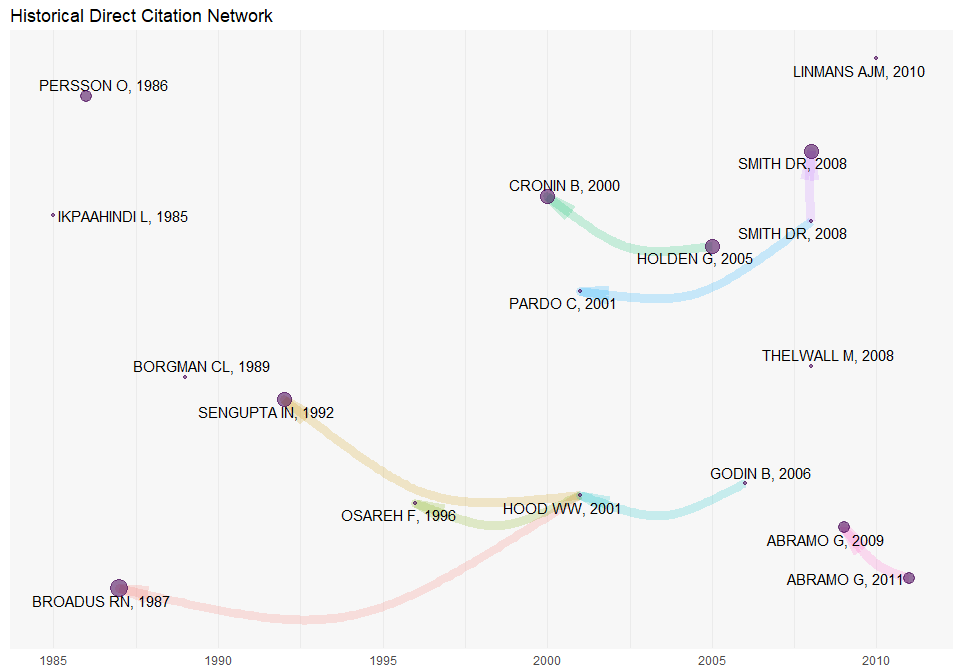 Historical Direct Citation Network
LINMANS AJM, 2010
PERSSON O, 1986
SMITH DR, 2008
CRONIN B, 2000
IKPAAHINDI L, 1985
SMITH DR, 2008
HOLDEN G, 2005
PARDO C, 2001
THELWALL M, 2008
BORGMAN CL, 1989
SENGUPTA IN, 1992
GODIN B, 2006
HOOD WW, 2001
OSAREH F, 1996
ABRAMO G, 2009
ABRAMO G, 2011
BROADUS RN, 1987
1985 1990 1995 2000 2005 2010